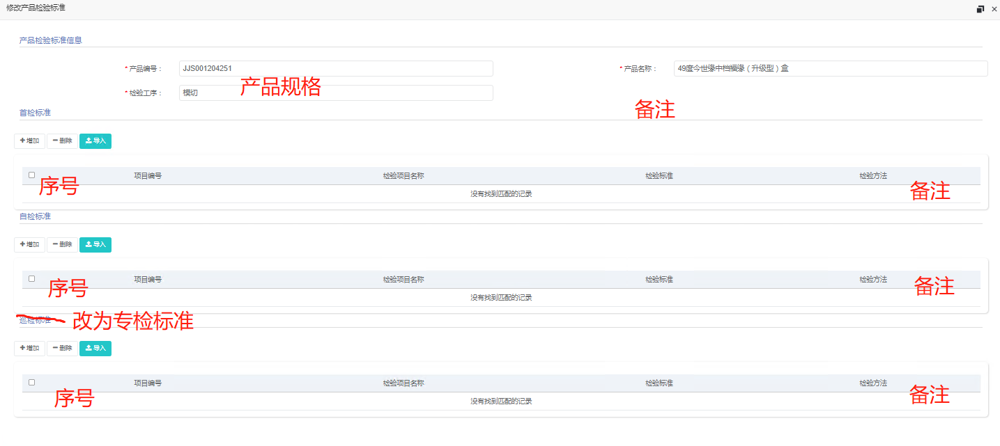 修改产品检验标准
产品检验标准信息
* 产品编号： JJS001204251 * 产品名称： 49度今世缘中档福缘（升级型）盒
产品规格
* 检验工序： 模切
备注
首检标准
增加 删除 导入
项目编号 检验项目名称 检验标准 检验方法
序号 备注
没有找到匹配的记录
自检标准
增加 删除 导入
项目编号 检验项目名称 检验标准 检验方法
序号 备注
没有找到匹配的记录
巡检标准 改为专检标准
增加 删除 导入
项目编号 检验项目名称 检验标准 检验方法
序号 备注
没有找到匹配的记录